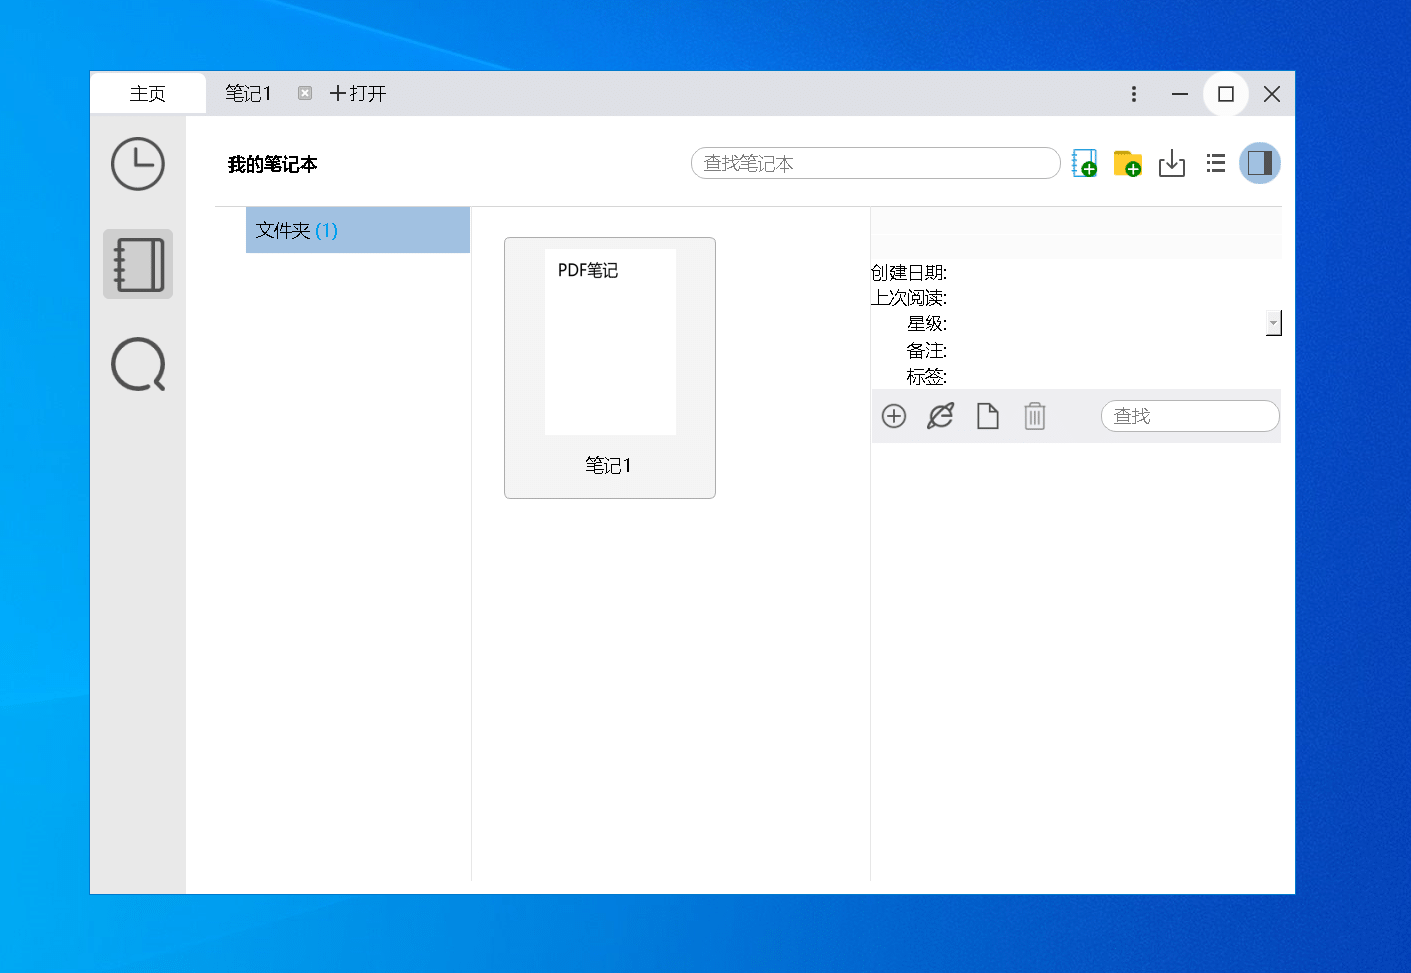 主页
笔记1
打开
我的笔记本
查找笔记本
文件夹 (1)
PDF笔记
笔记1
创建日期:
上次阅读:
星级:
备注:
标签:
查找